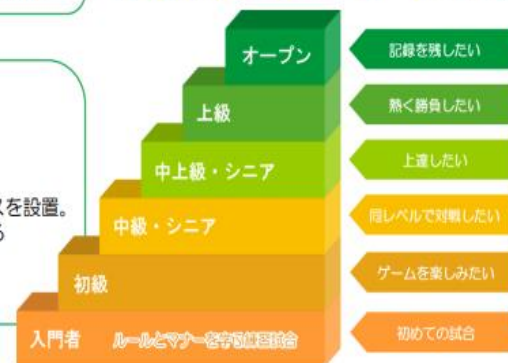 オープン
記録を残したい
上級
熱く勝負したい
中上級・シニア
上達したい
スを設置。
る
中級・シニア
同レベルで対戦したい
初級
ゲームを楽しみたい
入門者
ルールとマナーを学ぶ練習試合
初めての試合